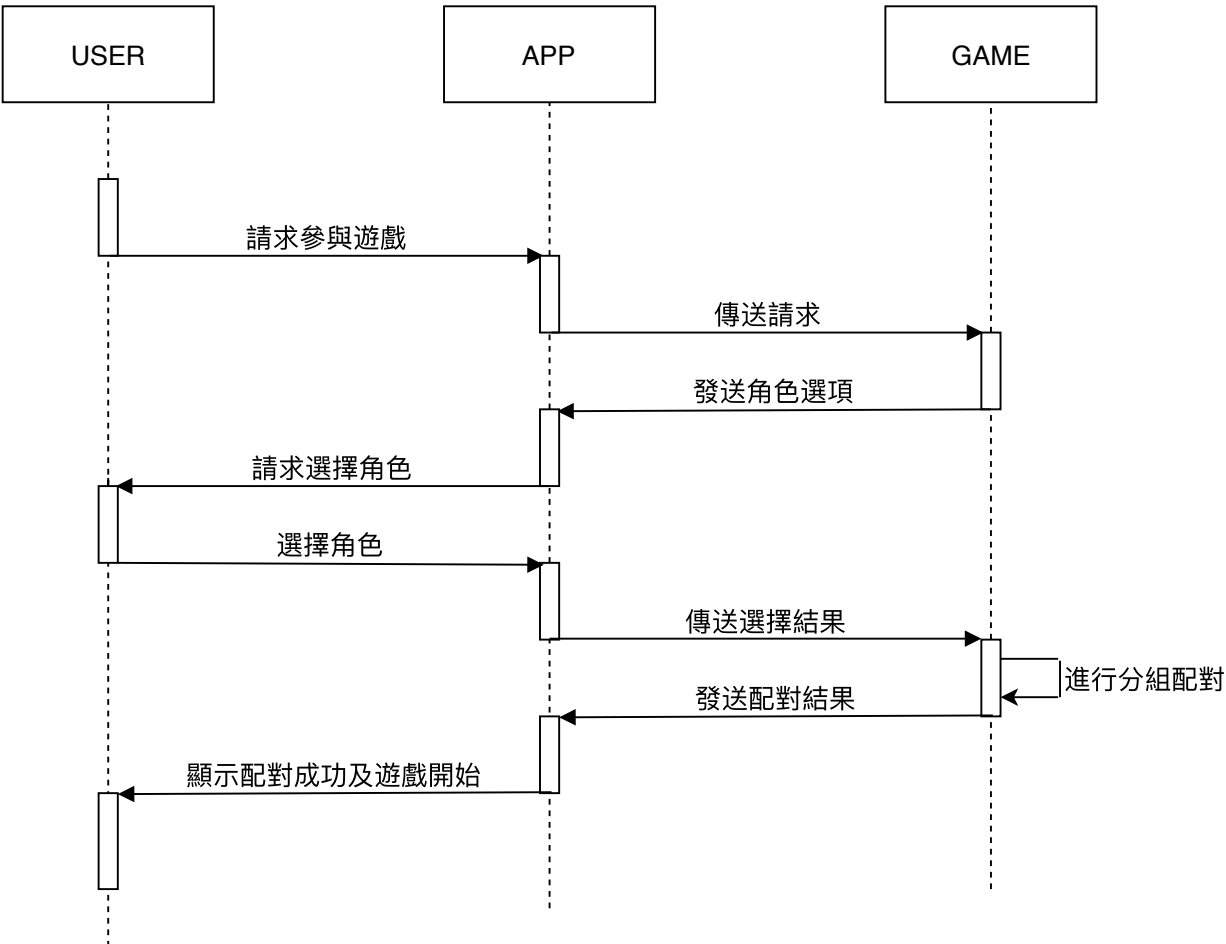 USER
APP
GAME
請求參與遊戲
傳送請求
發送角色選項
請求選擇角色
選擇角色
傳送選擇結果
進行分組配對
發送配對結果
顯示配對成功及遊戲開始